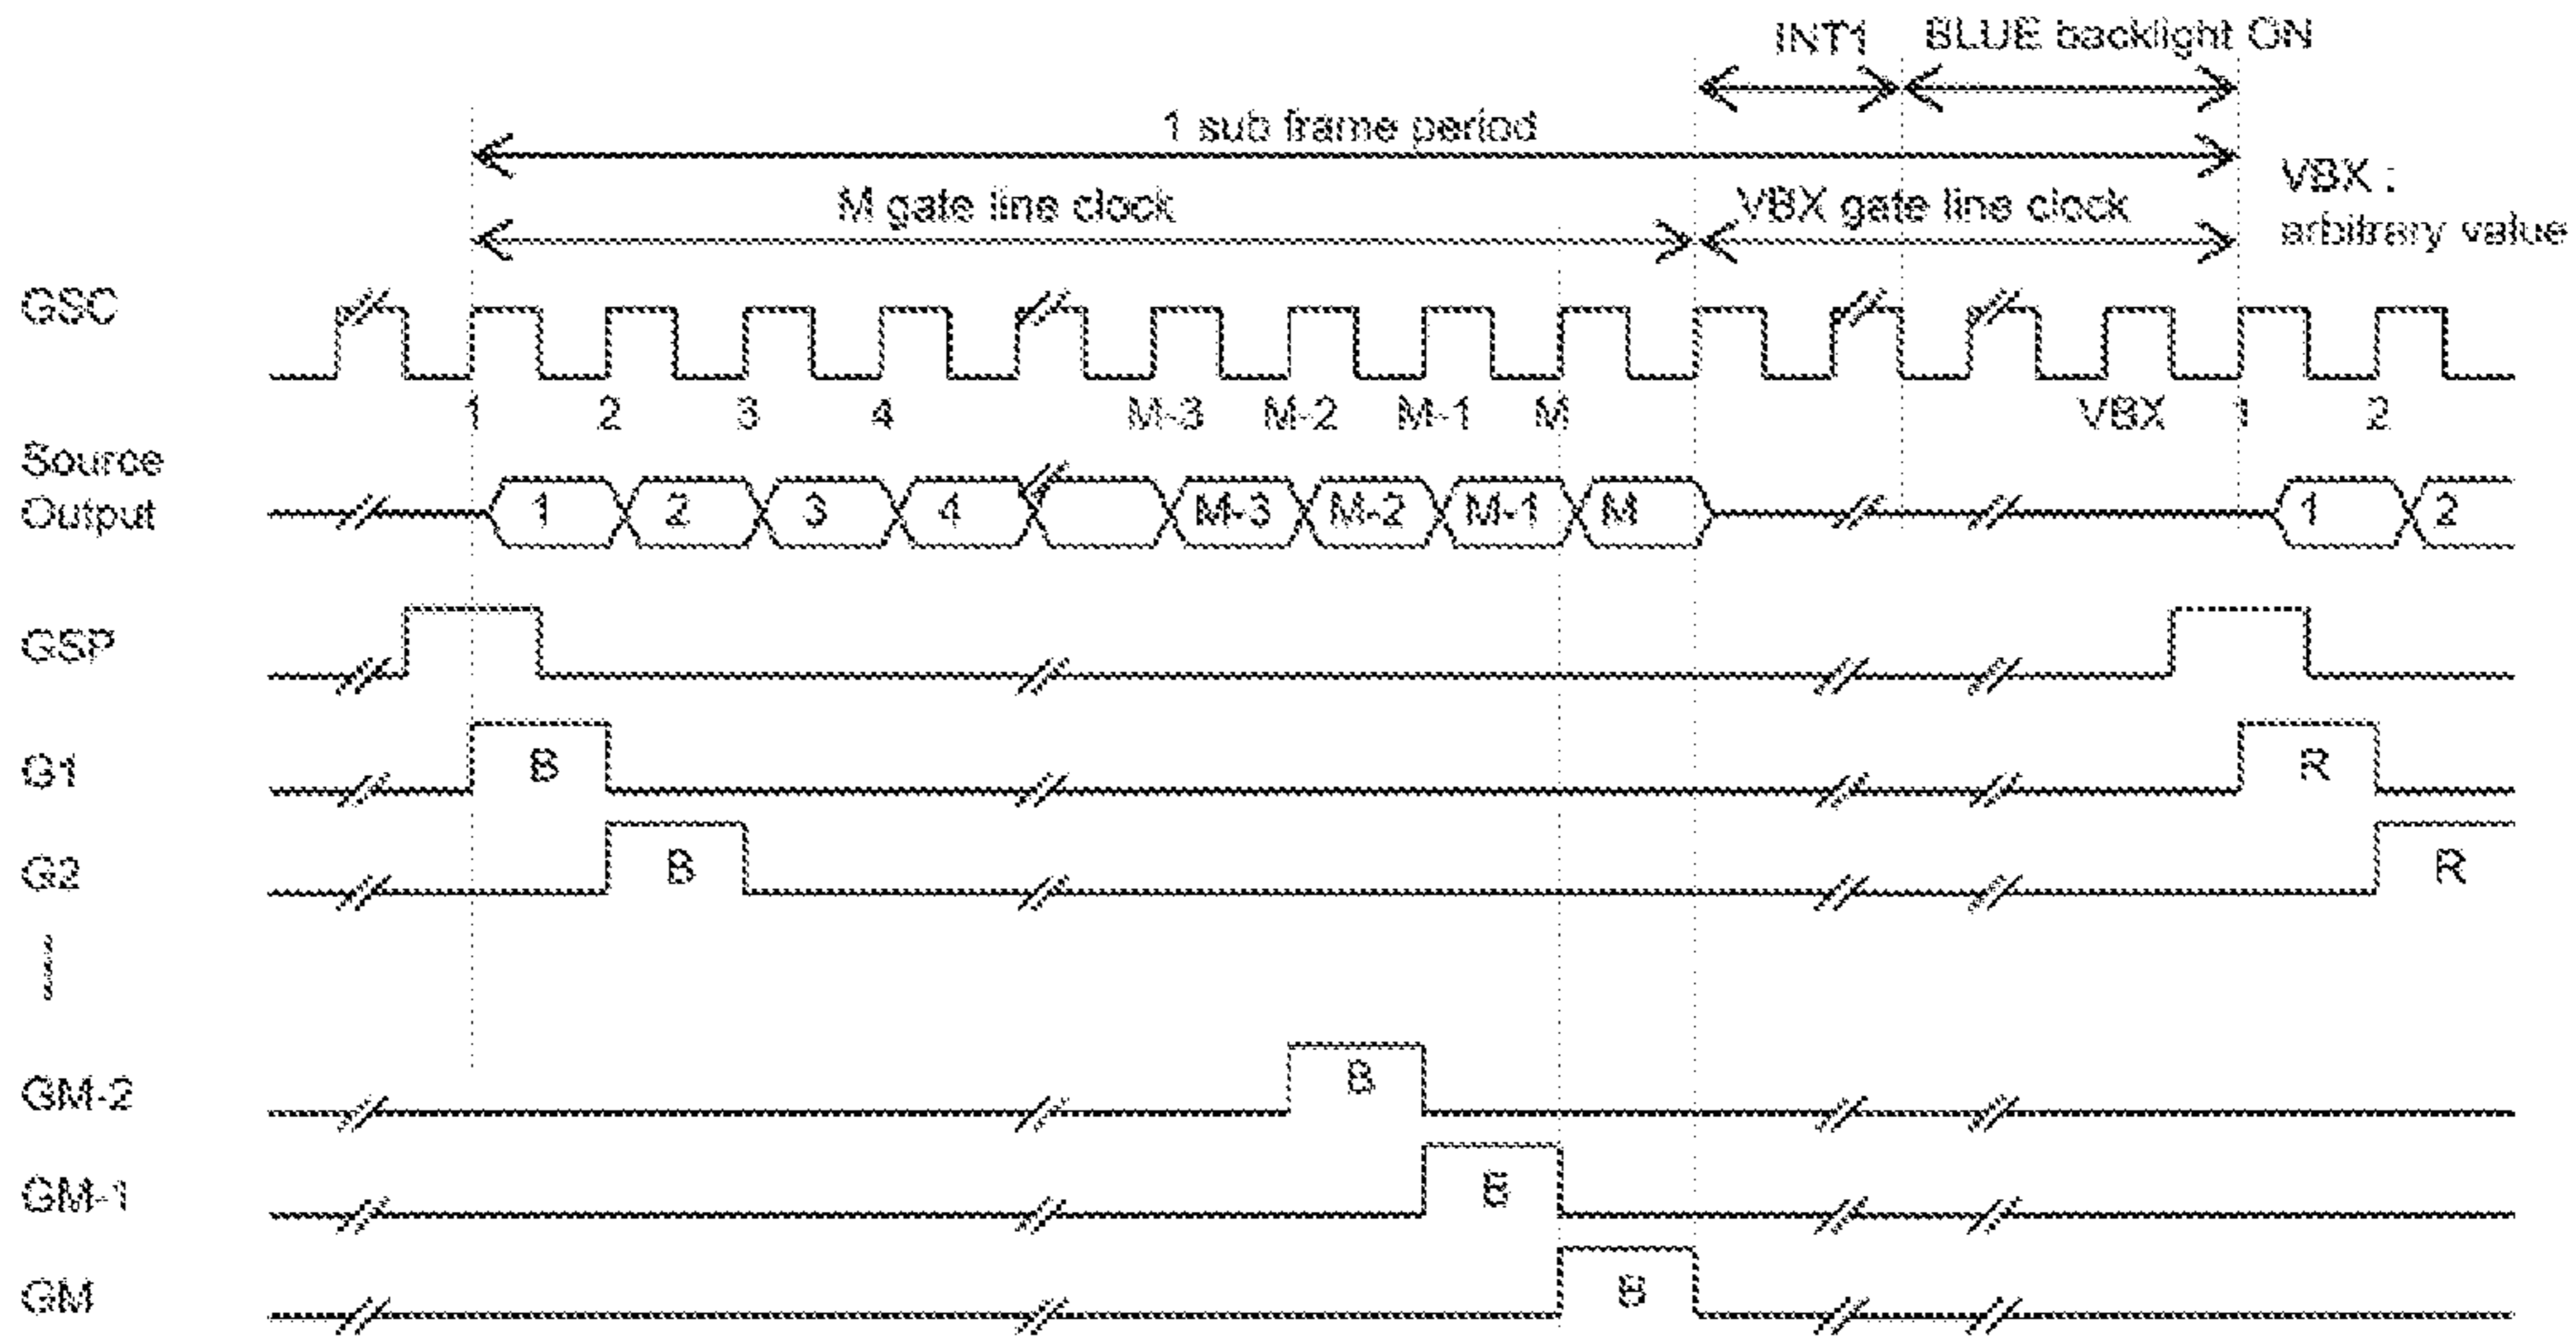 INT1 BLUE backlight ON
1 sub frame period
M gate line clock VBX gate line clock
VBX :
arbitrary value
GSC
1 2 3 4 M-3 M-2 M-1 M VBX 1 2
Source
Output
1 2 3 4 M-3 M-2 M-1 M 1 2
GSP
G1 B R
G2 B R
GM-2 B
GM-1 B
GM B